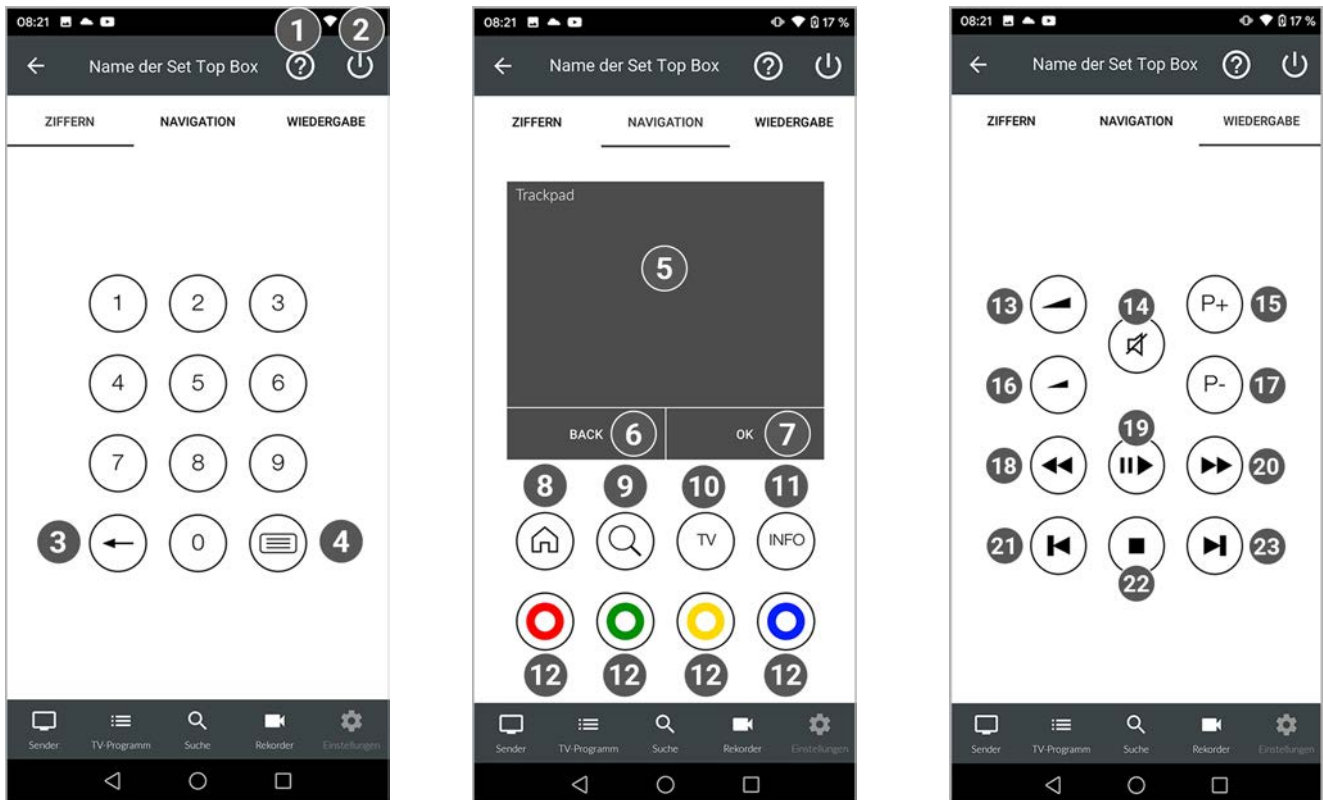 08:21
1 2
Name der Set Top Box
ZIFFERN NAVIGATION WIEDERGABE
1 2 3
4 5 6
7 8 9
3 0 4
Sender TV-Programm Suche Rekorder Einstellungen
08:21 17 %
Name der Set Top Box
ZIFFERN NAVIGATION WIEDERGABE
Trackpad
5
BACK 6 OK 7
8 9 10 11
TV INFO
12 12 12 12
Sender TV-Programm Suche Rekorder Einstellungen
08:21 17 %
Name der Set Top Box
ZIFFERN NAVIGATION WIEDERGABE
13 14 P+ 15
16 P- 17
19
18 20
21 23
22
Sender TV-Programm Suche Rekorder Einstellungen